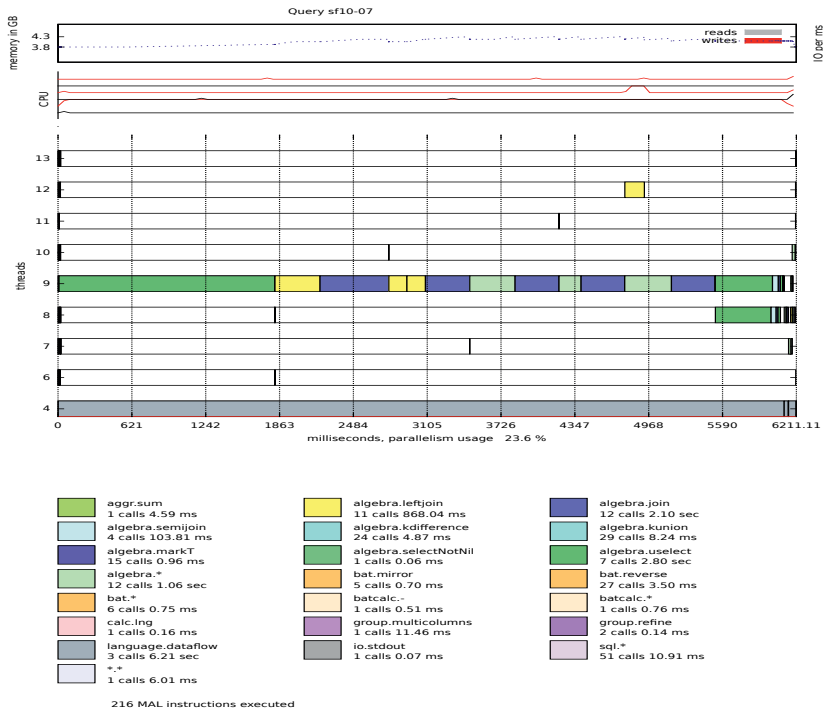 Query sf10-07
memory in GB
4.3
3.8
reads
writes
IO per ms
CPU
threads
13
12
11
10
9
8
7
6
4
0 621 1242 1863 2484 3105 3726 4347 4968 5590 6211.11
milliseconds, parallelism usage 23.6 %
aggr.sum
1 calls 4.59 ms
algebra.leftjoin
11 calls 868.04 ms
algebra.join
12 calls 2.10 sec
algebra.semijoin
4 calls 103.81 ms
algebra.kdifference
24 calls 4.87 ms
algebra.kunion
29 calls 8.24 ms
algebra.markT
15 calls 0.96 ms
algebra.selectNotNil
1 calls 0.06 ms
algebra.uselect
7 calls 2.80 sec
algebra.*
12 calls 1.06 sec
bat.mirror
5 calls 0.70 ms
bat.reverse
27 calls 3.50 ms
bat.*
6 calls 0.75 ms
batcalc.-
1 calls 0.51 ms
batcalc.*
1 calls 0.76 ms
calc.lng
1 calls 0.16 ms
group.multicolumns
1 calls 11.46 ms
group.refine
2 calls 0.14 ms
language.dataflow
3 calls 6.21 sec
io.stdout
1 calls 0.07 ms
sql.*
51 calls 10.91 ms
*.*
1 calls 6.01 ms
216 MAL instructions executed